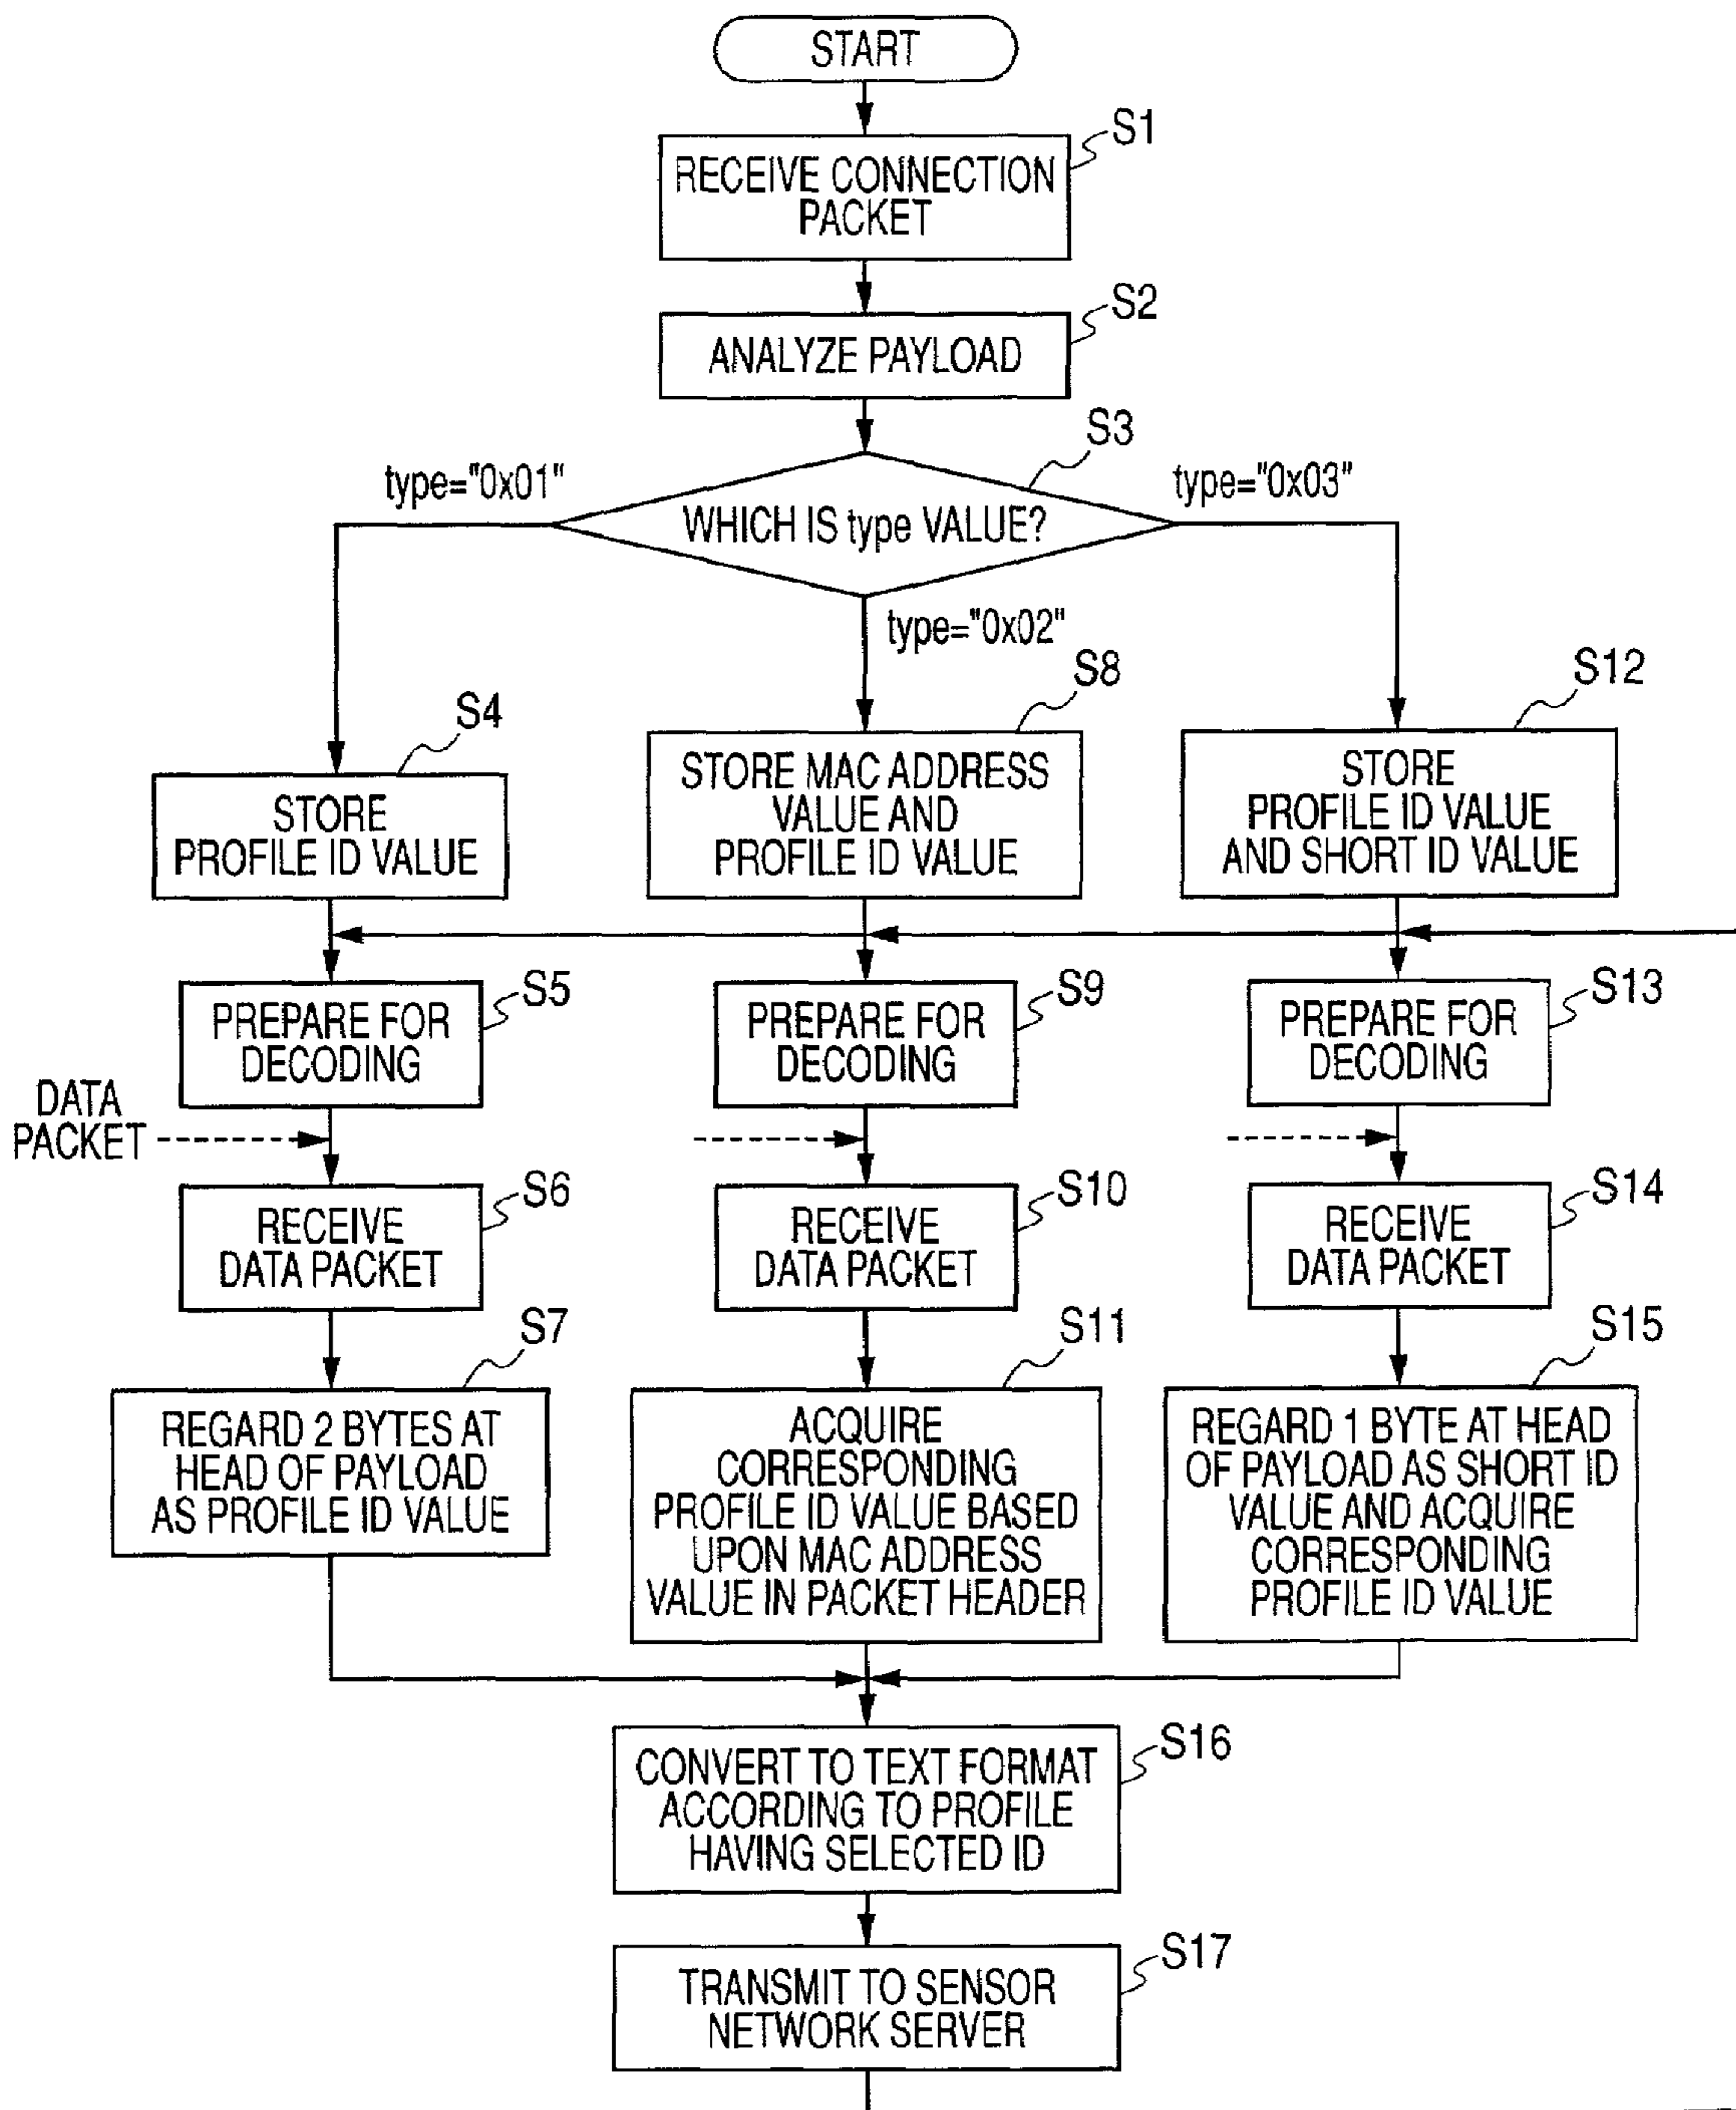 START
S1
RECEIVE CONNECTION
PACKET
S2
ANALYZE PAYLOAD
S3
type="0x01"
type="0x03"
WHICH IS type VALUE?
type="0x02"
S4
STORE
PROFILE ID VALUE
S8
STORE MAC ADDRESS
VALUE AND
PROFILE ID VALUE
S12
STORE
PROFILE ID VALUE
AND SHORT ID VALUE
S5
PREPARE FOR
DECODING
S9
PREPARE FOR
DECODING
S13
PREPARE FOR
DECODING
DATA
PACKET
S6
RECEIVE
DATA PACKET
S10
RECEIVE
DATA PACKET
S14
RECEIVE
DATA PACKET
S7
REGARD 2 BYTES AT
HEAD OF PAYLOAD
AS PROFILE ID VALUE
S11
ACQUIRE
CORRESPONDING
PROFILE ID VALUE BASED
UPON MAC ADDRESS
VALUE IN PACKET HEADER
S15
REGARD 1 BYTE AT HEAD
OF PAYLOAD AS SHORT ID
VALUE AND ACQUIRE
CORRESPONDING
PROFILE ID VALUE
S16
CONVERT TO TEXT FORMAT
ACCORDING TO PROFILE
HAVING SELECTED ID
S17
TRANSMIT TO SENSOR
NETWORK SERVER